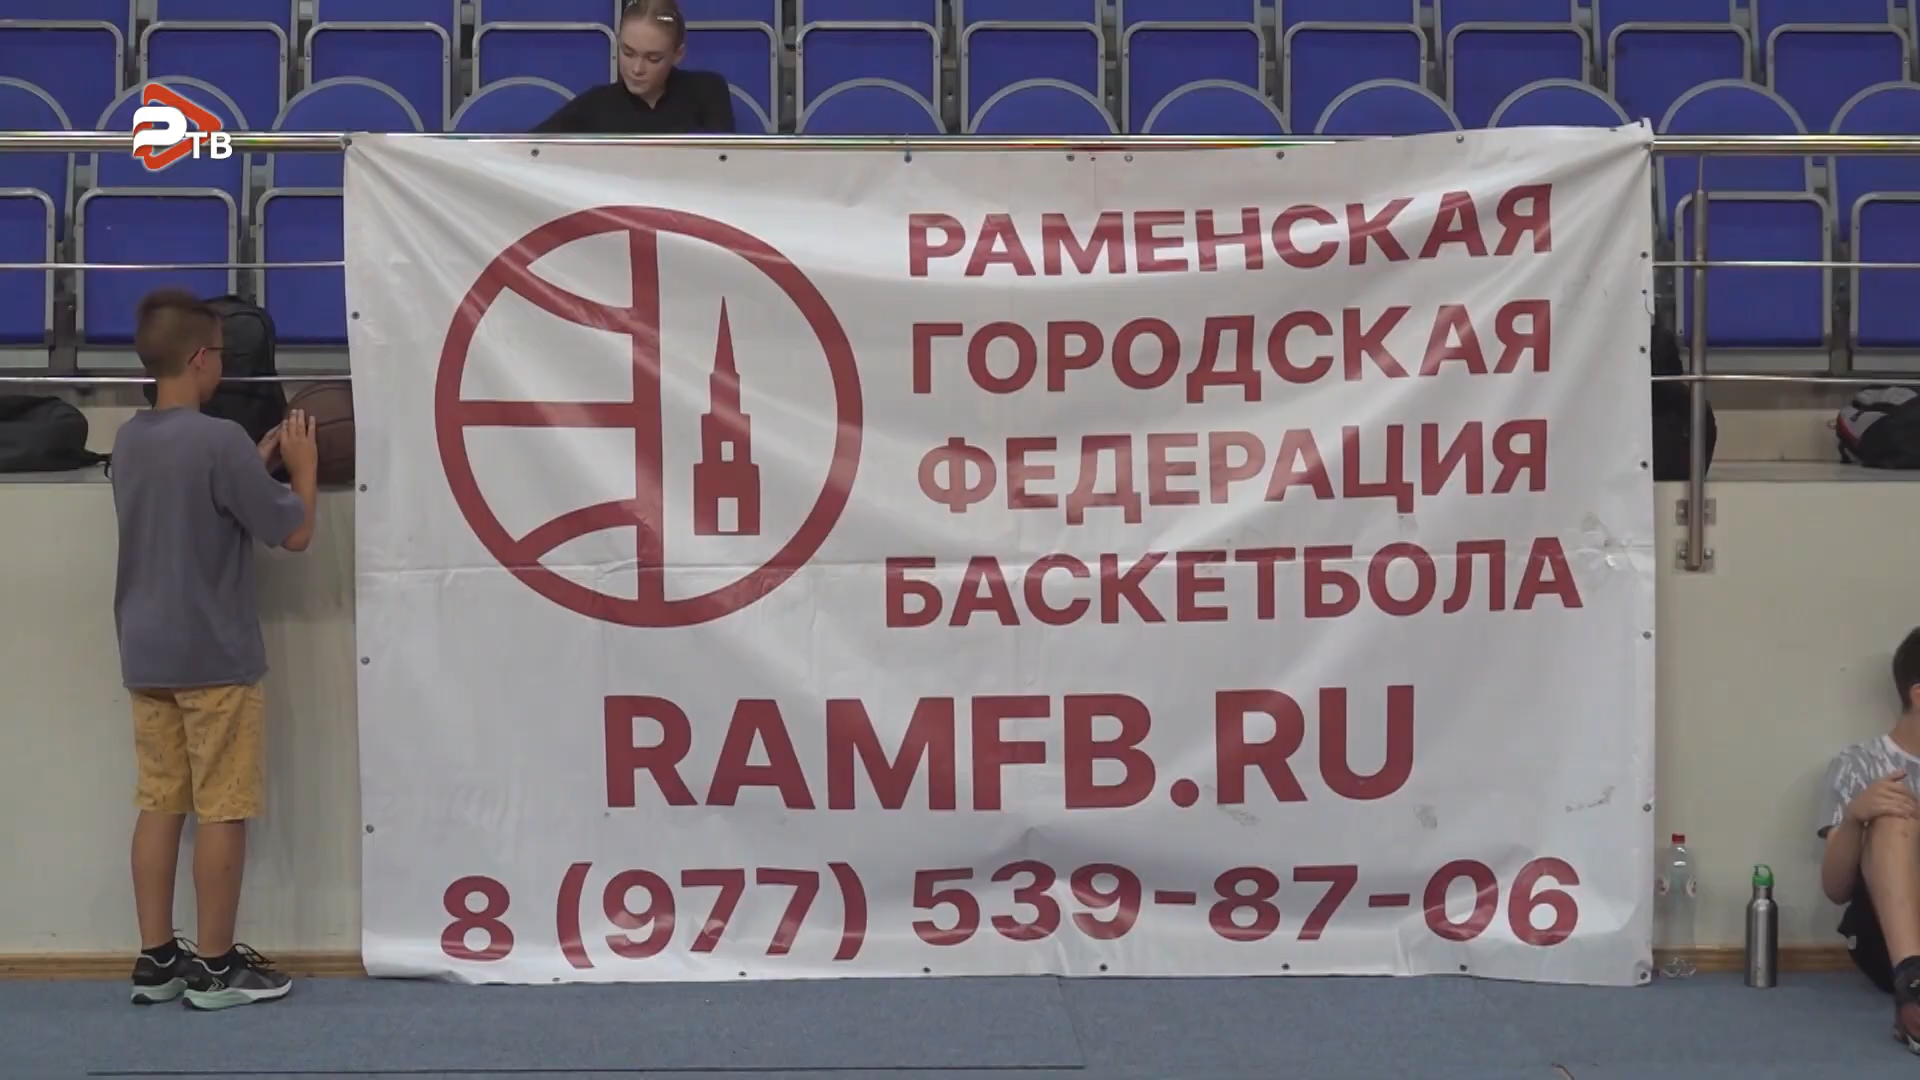 РТВ
РАМЕНСКАЯ
ГОРОДСКАЯ
ФЕДЕРАЦИЯ
БАСКЕТБОЛА
RAMFB.RU
8 (977) 539-87-06